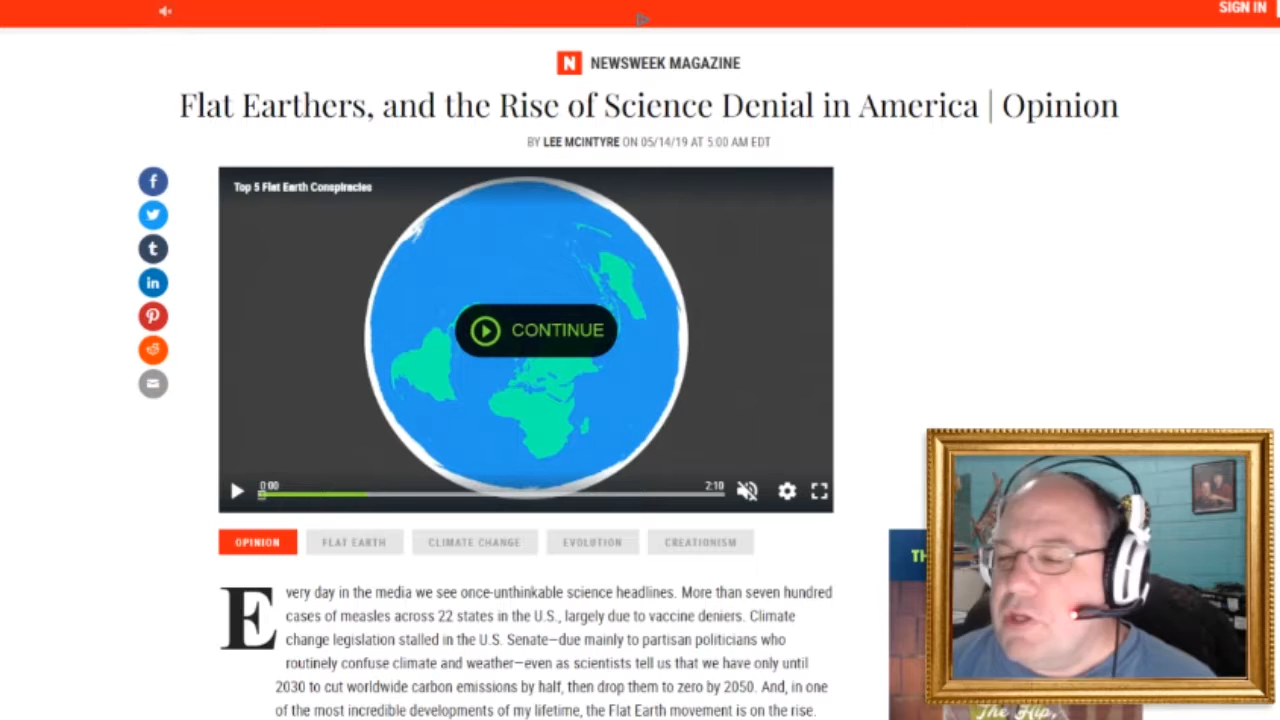 SIGN IN
N NEWSWEEK MAGAZINE
Flat Earthers, and the Rise of Science Denial in America | Opinion
BY LEE MCINTYRE ON 05/14/19 AT 5:00 AM EDT
Top 5 Flat Earth Conspiracies
CONTINUE
0:00
2:10
OPINION
FLAT EARTH
CLIMATE CHANGE
EVOLUTION
CREATIONISM
Every day in the media we see once-unthinkable science headlines. More than seven hundred
cases of measles across 22 states in the U.S., largely due to vaccine deniers. Climate
change legislation stalled in the U.S. Senate—due mainly to partisan politicians who
routinely confuse climate and weather—even as scientists tell us that we have only until
2030 to cut worldwide carbon emissions by half, then drop them to zero by 2050. And, in one
of the most incredible developments of my lifetime, the Flat Earth movement is on the rise.
TH
The Hip,